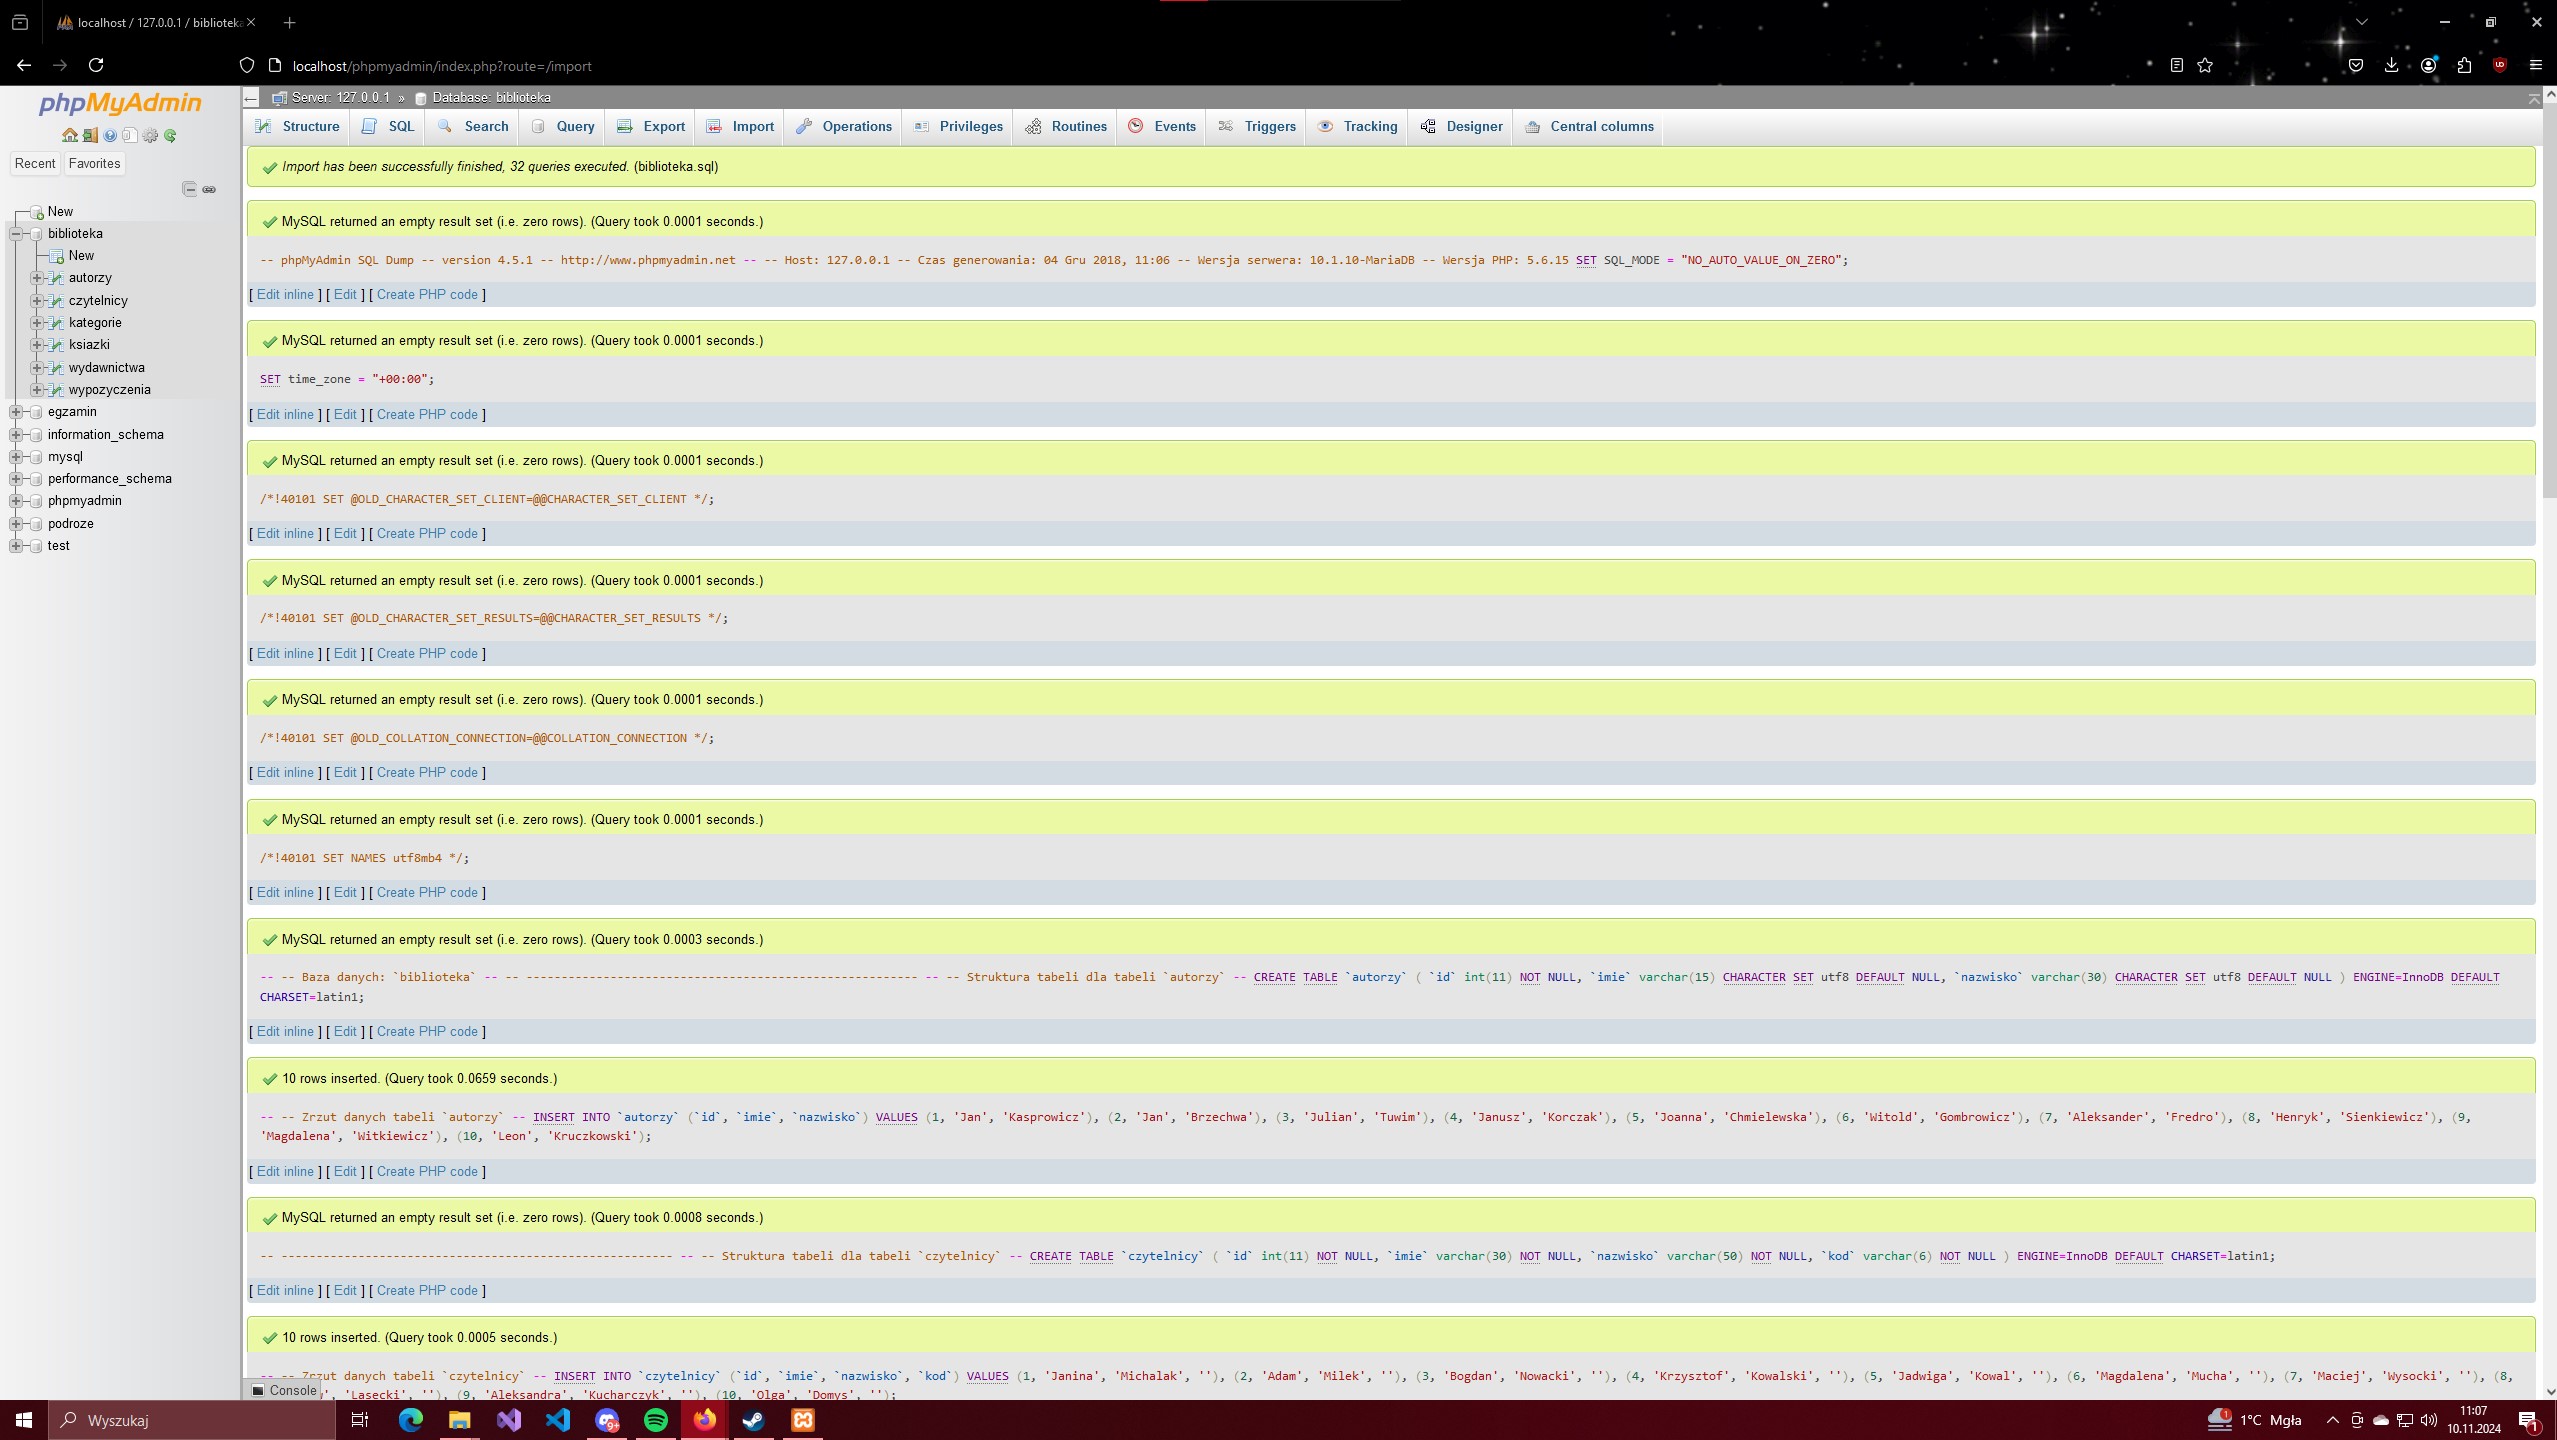 localhost / 127.0.0.1 / biblioteka
localhost/phpmyadmin/index.php?route=/import
phpMyAdmin
Recent
Favorites
New
biblioteka
New
autorzy
czytelnicy
kategorie
ksiazki
wydawnictwa
wypozyczenia
egzamin
information_schema
mysql
performance_schema
phpmyadmin
podroze
test
Server: 127.0.0.1 » Database: biblioteka
Structure SQL Search Query Export Import Operations Privileges Routines Events Triggers Tracking Designer Central columns
Import has been successfully finished, 32 queries executed. (biblioteka.sql)
MySQL returned an empty result set (i.e. zero rows). (Query took 0.0001 seconds.)
-- phpMyAdmin SQL Dump -- version 4.5.1 -- http://www.phpmyadmin.net -- -- Host: 127.0.0.1 -- Czas generowania: 04 Gru 2018, 11:06 -- Wersja serwera: 10.1.10-MariaDB -- Wersja PHP: 5.6.15 SET SQL_MODE = "NO_AUTO_VALUE_ON_ZERO";
[ Edit inline ] [ Edit ] [ Create PHP code ]
MySQL returned an empty result set (i.e. zero rows). (Query took 0.0001 seconds.)
SET time_zone = "+00:00";
[ Edit inline ] [ Edit ] [ Create PHP code ]
MySQL returned an empty result set (i.e. zero rows). (Query took 0.0001 seconds.)
/*!40101 SET @OLD_CHARACTER_SET_CLIENT=@@CHARACTER_SET_CLIENT */;
[ Edit inline ] [ Edit ] [ Create PHP code ]
MySQL returned an empty result set (i.e. zero rows). (Query took 0.0001 seconds.)
/*!40101 SET @OLD_CHARACTER_SET_RESULTS=@@CHARACTER_SET_RESULTS */;
[ Edit inline ] [ Edit ] [ Create PHP code ]
MySQL returned an empty result set (i.e. zero rows). (Query took 0.0001 seconds.)
/*!40101 SET @OLD_COLLATION_CONNECTION=@@COLLATION_CONNECTION */;
[ Edit inline ] [ Edit ] [ Create PHP code ]
MySQL returned an empty result set (i.e. zero rows). (Query took 0.0001 seconds.)
/*!40101 SET NAMES utf8mb4 */;
[ Edit inline ] [ Edit ] [ Create PHP code ]
MySQL returned an empty result set (i.e. zero rows). (Query took 0.0003 seconds.)
-- -- Baza danych: `biblioteka` -- -- -------------------------------------------------------- -- -- Struktura tabeli dla tabeli `autorzy` -- CREATE TABLE `autorzy` ( `id` int(11) NOT NULL, `imie` varchar(15) CHARACTER SET utf8 DEFAULT NULL, `nazwisko` varchar(30) CHARACTER SET utf8 DEFAULT NULL ) ENGINE=InnoDB DEFAULT
CHARSET=latin1;
[ Edit inline ] [ Edit ] [ Create PHP code ]
10 rows inserted. (Query took 0.0659 seconds.)
-- -- Zrzut danych tabeli `autorzy` -- INSERT INTO `autorzy` (`id`, `imie`, `nazwisko`) VALUES (1, 'Jan', 'Kasprowicz'), (2, 'Jan', 'Brzechwa'), (3, 'Julian', 'Tuwim'), (4, 'Janusz', 'Korczak'), (5, 'Joanna', 'Chmielewska'), (6, 'Witold', 'Gombrowicz'), (7, 'Aleksander', 'Fredro'), (8, 'Henryk', 'Sienkiewicz'), (9,
'Magdalena', 'Witkiewicz'), (10, 'Leon', 'Kruczkowski');
[ Edit inline ] [ Edit ] [ Create PHP code ]
MySQL returned an empty result set (i.e. zero rows). (Query took 0.0008 seconds.)
-- -------------------------------------------------------- -- -- Struktura tabeli dla tabeli `czytelnicy` -- CREATE TABLE `czytelnicy` ( `id` int(11) NOT NULL, `imie` varchar(30) NOT NULL, `nazwisko` varchar(50) NOT NULL, `kod` varchar(6) NOT NULL ) ENGINE=InnoDB DEFAULT CHARSET=latin1;
[ Edit inline ] [ Edit ] [ Create PHP code ]
10 rows inserted. (Query took 0.0005 seconds.)
-- -- Zrzut danych tabeli `czytelnicy` -- INSERT INTO `czytelnicy` (`id`, `imie`, `nazwisko`, `kod`) VALUES (1, 'Janina', 'Michalak', ''), (2, 'Adam', 'Milek', ''), (3, 'Bogdan', 'Nowacki', ''), (4, 'Krzysztof', 'Kowalski', ''), (5, 'Jadwiga', 'Kowal', ''), (6, 'Magdalena', 'Mucha', ''), (7, 'Maciej', 'Wysocki', ''), (8,
'Lasecki', ''), (9, 'Aleksandra', 'Kucharczyk', ''), (10, 'Olga', 'Domys', '');
Console
Wyszukaj
9+
1
1°C Mgła
11:07
10.11.2024
1